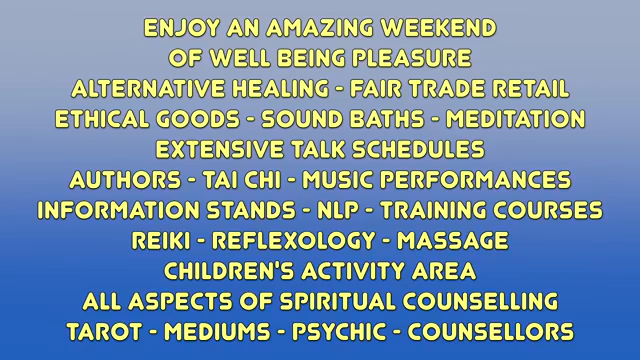 ENJOY AN AMAZING WEEKEND
OF WELL BEING PLEASURE
ALTERNATIVE HEALING - FAIR TRADE RETAIL
ETHICAL GOODS - SOUND BATHS - MEDITATION
EXTENSIVE TALK SCHEDULES
AUTHORS - TAI CHI - MUSIC PERFORMANCES
INFORMATION STANDS - NLP - TRAINING COURSES
REIKI - REFLEXOLOGY - MASSAGE
CHILDREN'S ACTIVITY AREA
ALL ASPECTS OF SPIRITUAL COUNSELLING
TAROT - MEDIUMS - PSYCHIC - COUNSELLORS